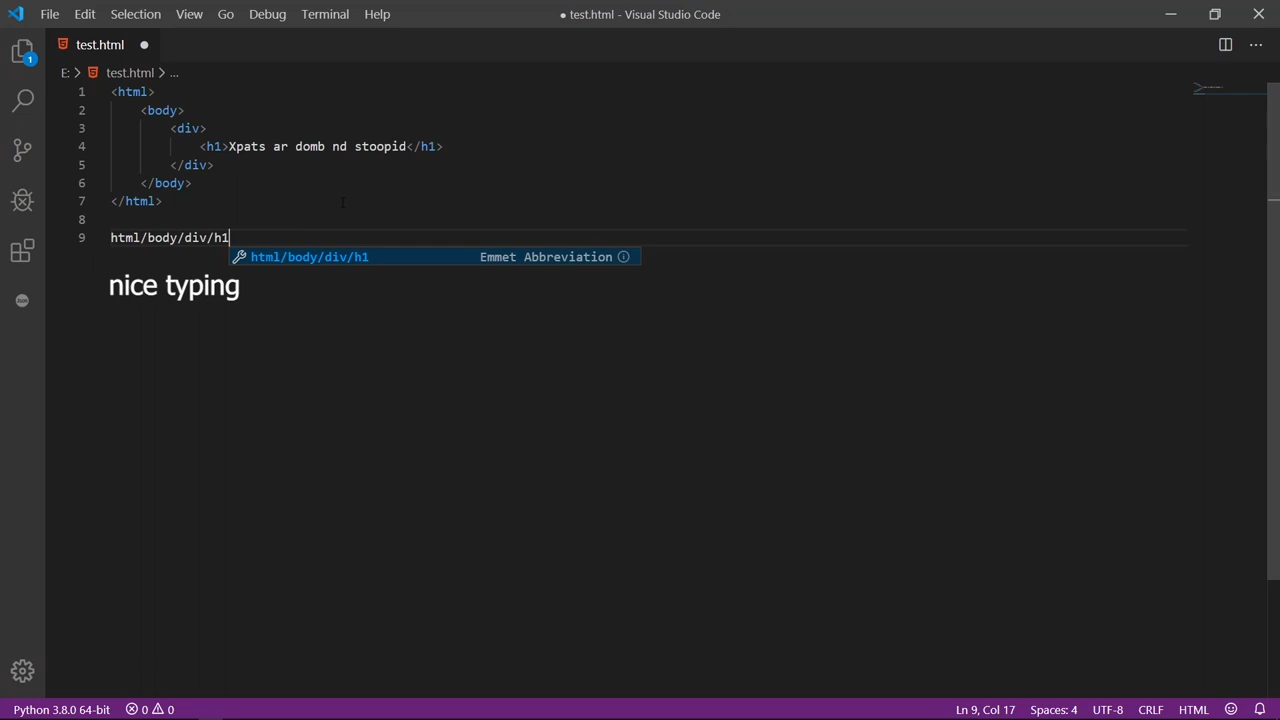 File Edit Selection View Go Debug Terminal Help
● test.html - Visual Studio Code
test.html ●
E: > test.html > ...
1 <html>
2 <body>
3 <div>
4 <h1>Xpats ar domb nd stoopid</h1>
5 </div>
6 </body>
7 </html>
8
9 html/body/div/h1
html/body/div/h1 Emmet Abbreviation
nice typing
1
Python 3.8.0 64-bit 0 0 Ln 9, Col 17 Spaces: 4 UTF-8 CRLF HTML